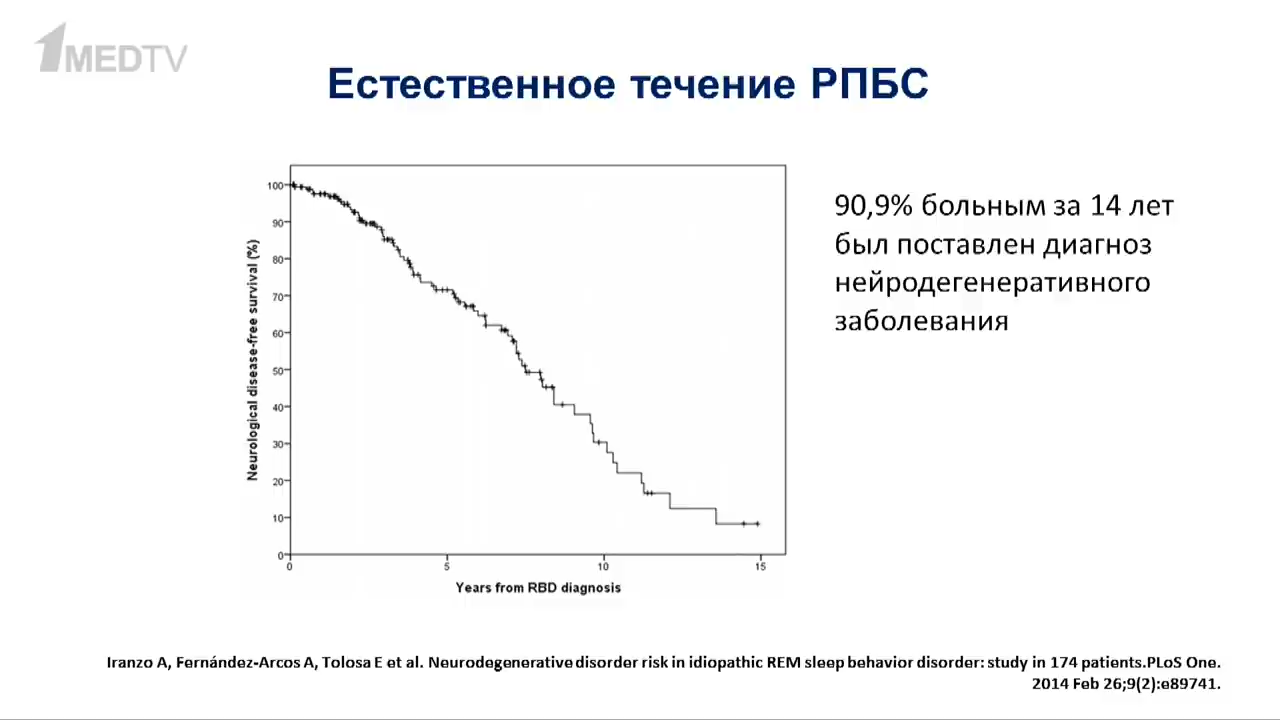 1MEDTV
Естественное течение РПБС
90,9% больным за 14 лет
был поставлен диагноз
нейродегенеративного
заболевания
Neurological disease-free survival (%)
100
90
80
70
60
50
40
30
20
10
0
0 5 10 15
Years from RBD diagnosis
Iranzo A, Fernández-Arcos A, Tolosa E et al. Neurodegenerative disorder risk in idiopathic REM sleep behavior disorder: study in 174 patients.PLoS One.
2014 Feb 26;9(2):e89741.